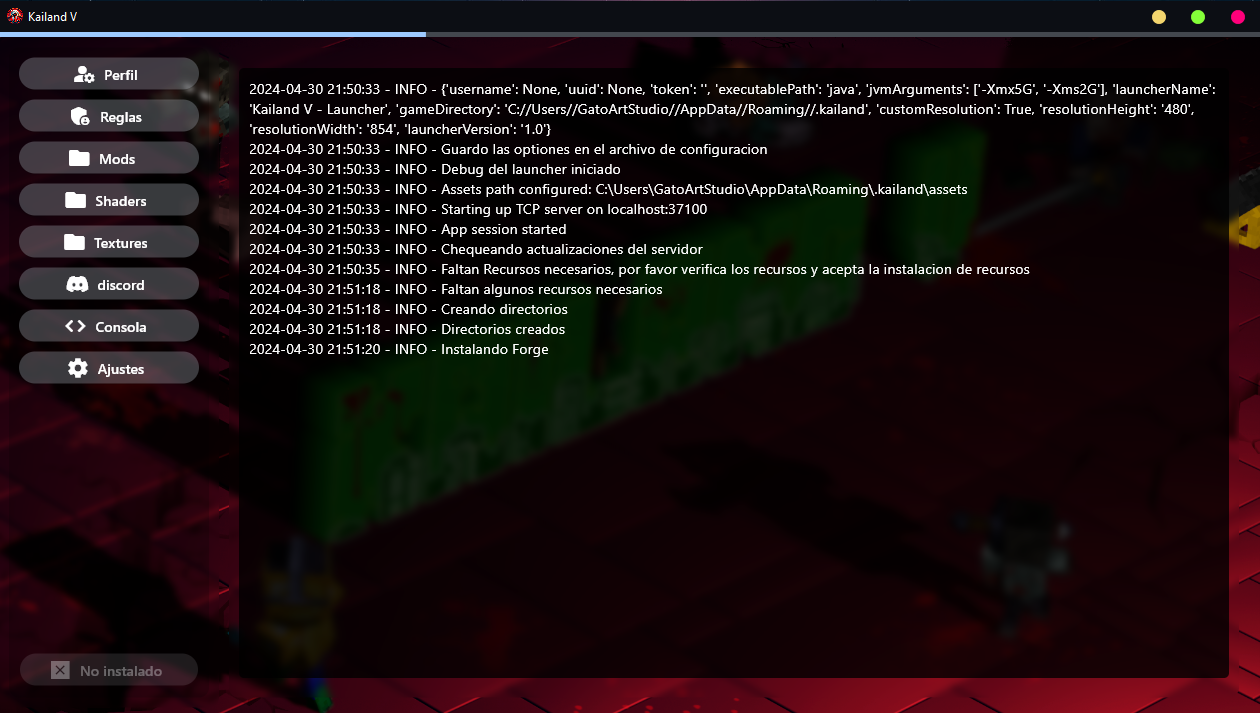 Kailand V
Perfil
Reglas
Mods
Shaders
Textures
discord
Consola
Ajustes
No instalado
2024-04-30 21:50:33 - INFO - {'username': None, 'uuid': None, 'token': '', 'executablePath': 'java', 'jvmArguments': ['-Xmx5G', '-Xms2G'], 'launcherName':
'Kailand V - Launcher', 'gameDirectory': 'C://Users//GatoArtStudio//AppData//Roaming//.kailand', 'customResolution': True, 'resolutionHeight': '480',
'resolutionWidth': '854', 'launcherVersion': '1.0'}
2024-04-30 21:50:33 - INFO - Guardo las optiones en el archivo de configuracion
2024-04-30 21:50:33 - INFO - Debug del launcher iniciado
2024-04-30 21:50:33 - INFO - Assets path configured: C:\Users\GatoArtStudio\AppData\Roaming\.kailand\assets
2024-04-30 21:50:33 - INFO - Starting up TCP server on localhost:37100
2024-04-30 21:50:33 - INFO - App session started
2024-04-30 21:50:33 - INFO - Chequeando actualizaciones del servidor
2024-04-30 21:50:35 - INFO - Faltan Recursos necesarios, por favor verifica los recursos y acepta la instalacion de recursos
2024-04-30 21:51:18 - INFO - Faltan algunos recursos necesarios
2024-04-30 21:51:18 - INFO - Creando directorios
2024-04-30 21:51:18 - INFO - Directorios creados
2024-04-30 21:51:20 - INFO - Instalando Forge